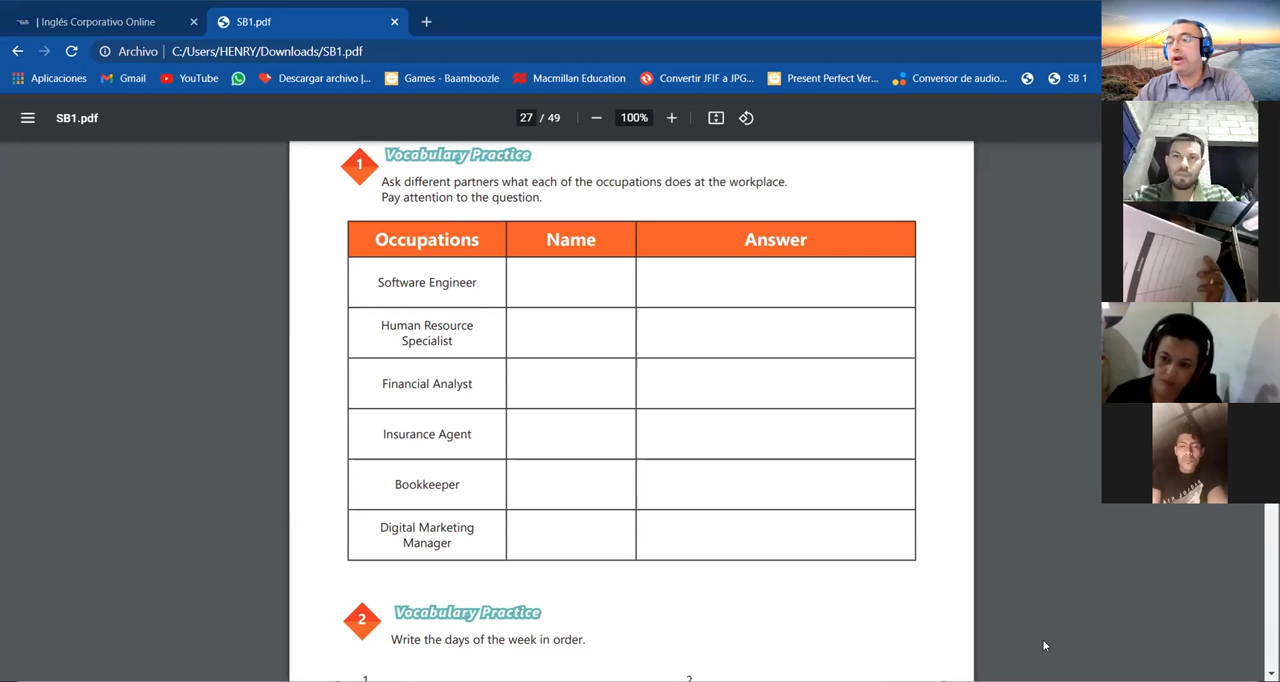 | Inglés Corporativo Online
SB1.pdf
Archivo | C:/Users/HENRY/Downloads/SB1.pdf
Aplicaciones
Gmail
YouTube
Descargar archivo |...
Games - Baamboozle
Macmillan Education
Convertir JFIF a JPG...
Present Perfect Ver...
Conversor de audio...
SB 1
SB1.pdf
27 / 49
100%
1
Vocabulary Practice
Ask different partners what each of the occupations does at the workplace.
Pay attention to the question.
Occupations Name Answer
Software Engineer
Human Resource
Specialist
Financial Analyst
Insurance Agent
Bookkeeper
Digital Marketing
Manager
2
Vocabulary Practice
Write the days of the week in order.
1 2